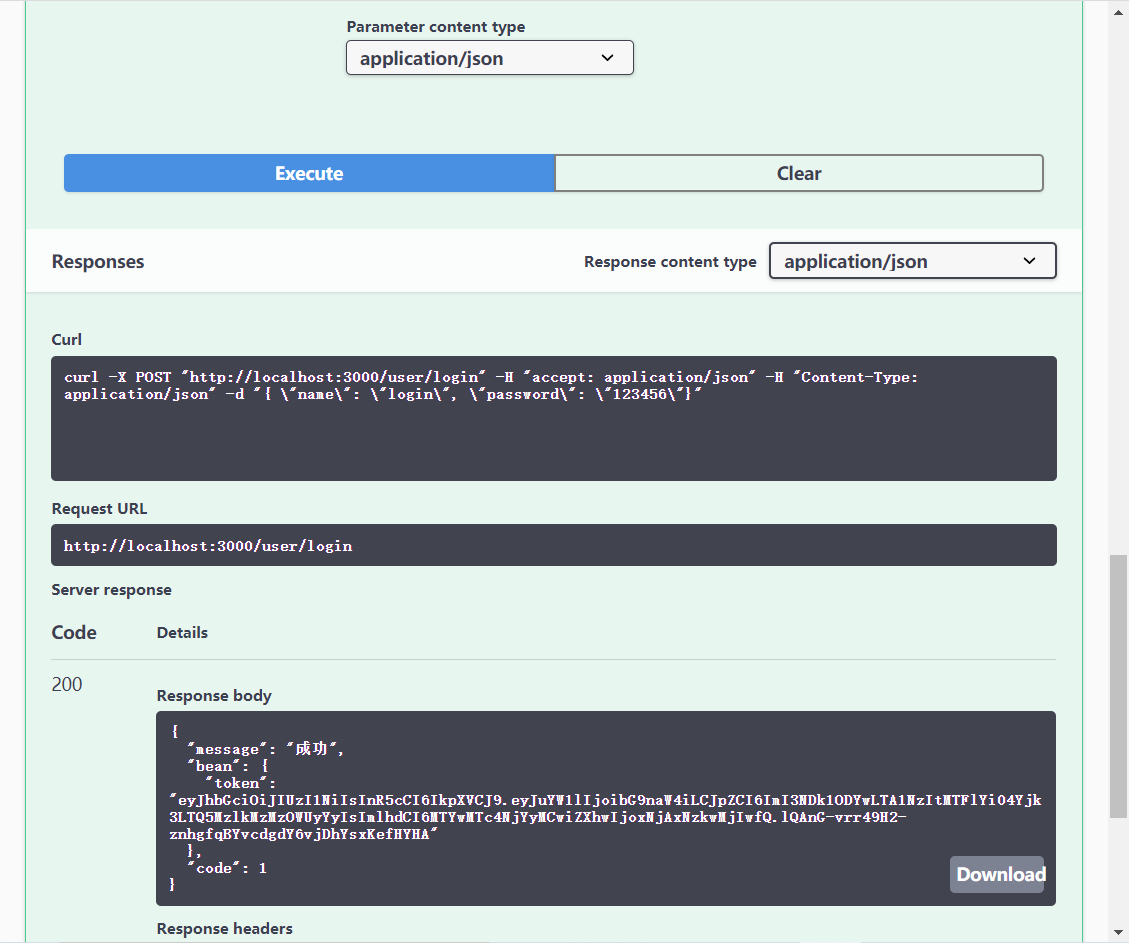 Parameter content type
application/json
Execute
Clear
Responses
Response content type
application/json
Curl
curl -X POST "http://localhost:3000/user/login" -H "accept: application/json" -H "Content-Type:
application/json" -d "{ \"name\": \"login\", \"password\": \"123456\"}"
Request URL
http://localhost:3000/user/login
Server response
Code
Details
200
Response body
{
"message": "成功",
"bean": {
"token":
"eyJhbGciOiJIUzI1NiIsInR5cCI6IkpXVCJ9.eyJuYW1lIjoibG9naW4iLCJpZCI6ImI3NDk1ODYwLTA1NzItMTFlYi04Yjk
3LTQ5MzlkMzMzOWUyYyIsImlhdCI6MTYwMTc4NjYyMCwiZXhwIjoxNjAxNzkwMjIwfQ.lQAnG-vrr49H2-
znhgfqBYvcdgdY6vjDhYsxKefHYHA"
},
"code": 1
}
Download
Response headers